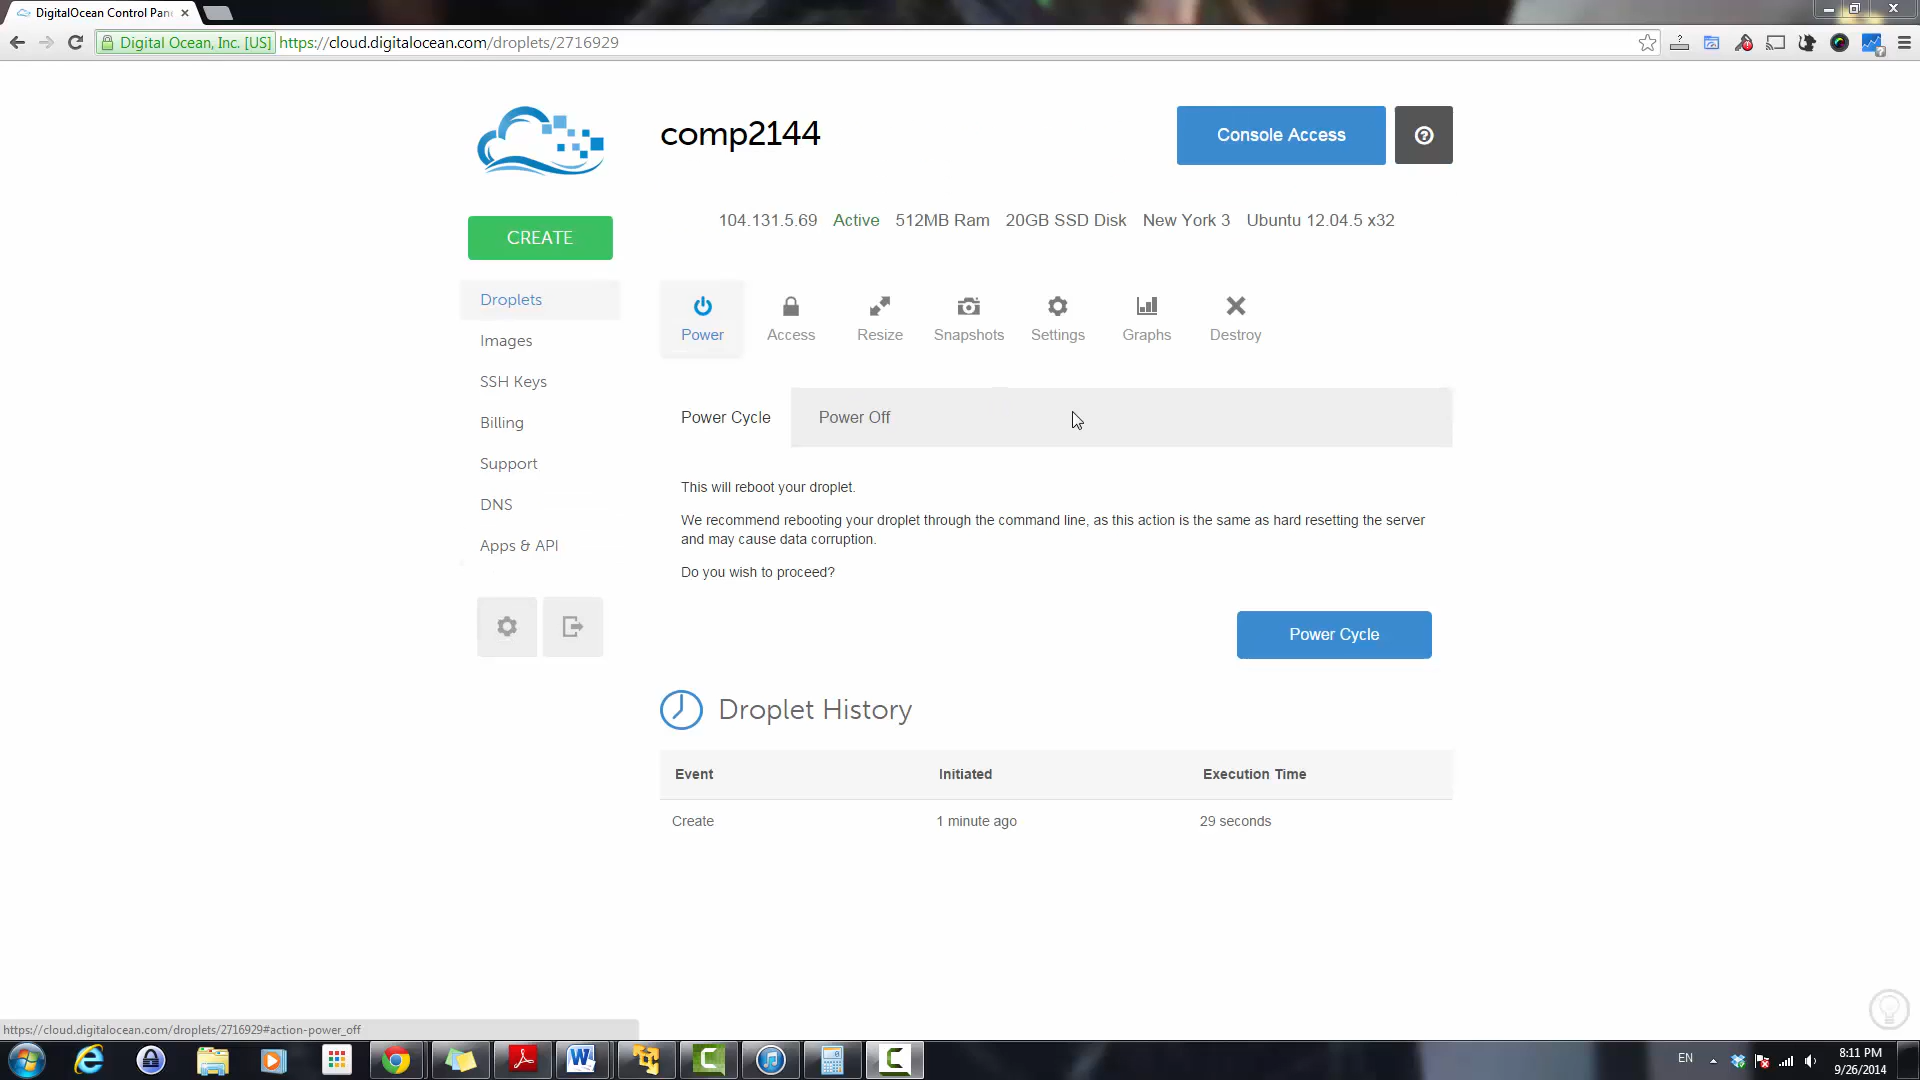 DigitalOcean Control Pan
Digital Ocean, Inc. [US] https://cloud.digitalocean.com/droplets/2716929
comp2144
Console Access
104.131.5.69 Active 512MB Ram 20GB SSD Disk New York 3 Ubuntu 12.04.5 x32
CREATE
Droplets
Images
SSH Keys
Billing
Support
DNS
Apps & API
Power Access Resize Snapshots Settings Graphs Destroy
Power Cycle Power Off
This will reboot your droplet.
We recommend rebooting your droplet through the command line, as this action is the same as hard resetting the server
and may cause data corruption.
Do you wish to proceed?
Power Cycle
Droplet History
Event Initiated Execution Time
Create 1 minute ago 29 seconds
https://cloud.digitalocean.com/droplets/2716929#action-power_off
EN 8:11 PM
9/26/2014